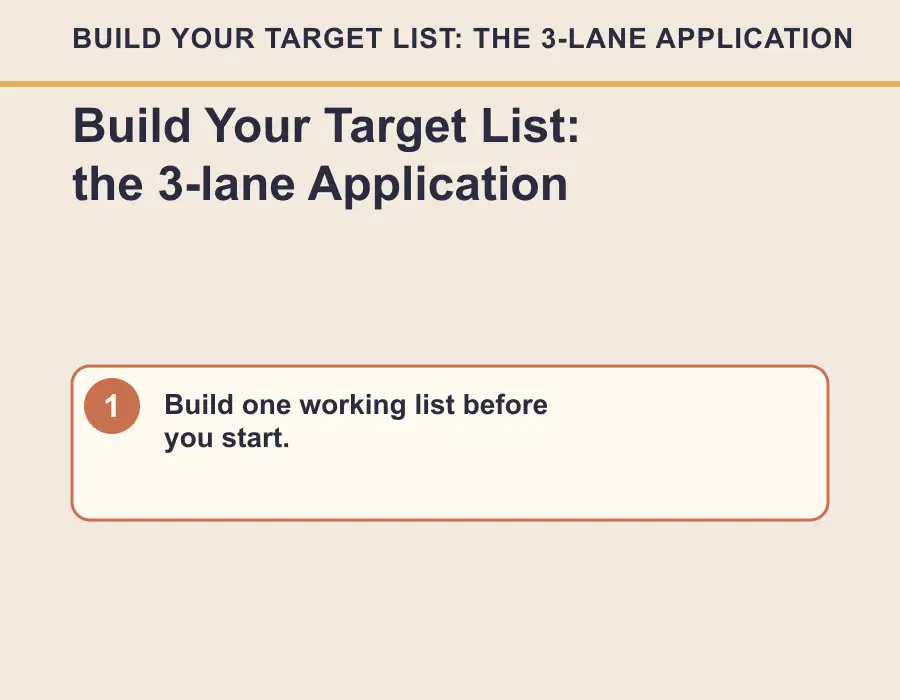 BUILD YOUR TARGET LIST: THE 3-LANE APPLICATION
Build Your Target List:
the 3-lane Application
1
Build one working list before
you start.